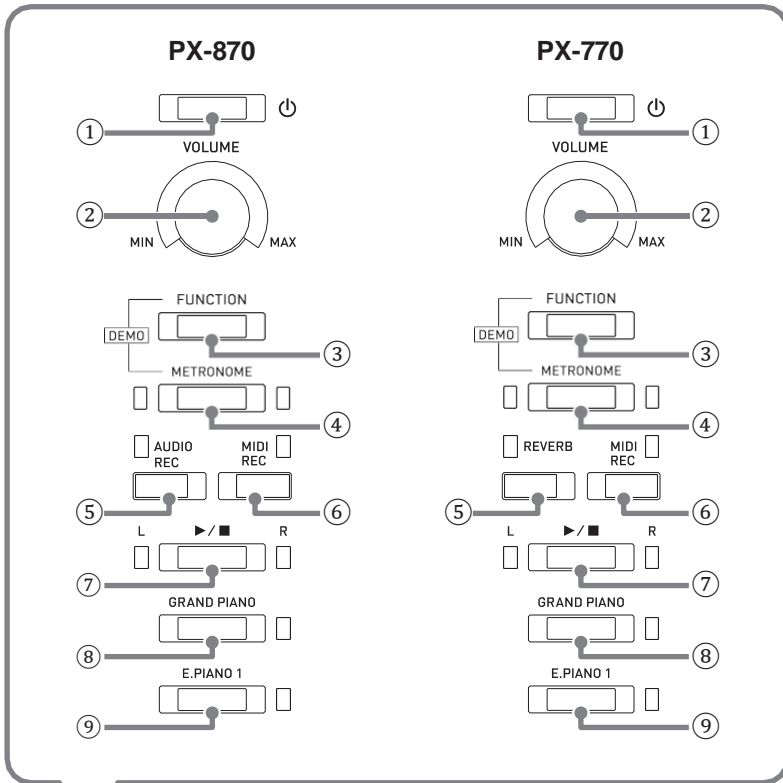 PX-870
①
VOLUME
②
MIN MAX
FUNCTION
DEMO
③
METRONOME
④
AUDIO REC
MIDI REC
⑤ ⑥
L ▶/■ R
⑦
GRAND PIANO
⑧
E.PIANO 1
⑨
PX-770
①
VOLUME
②
MIN MAX
FUNCTION
DEMO
③
METRONOME
④
REVERB
MIDI REC
⑤ ⑥
L ▶/■ R
⑦
GRAND PIANO
⑧
E.PIANO 1
⑨